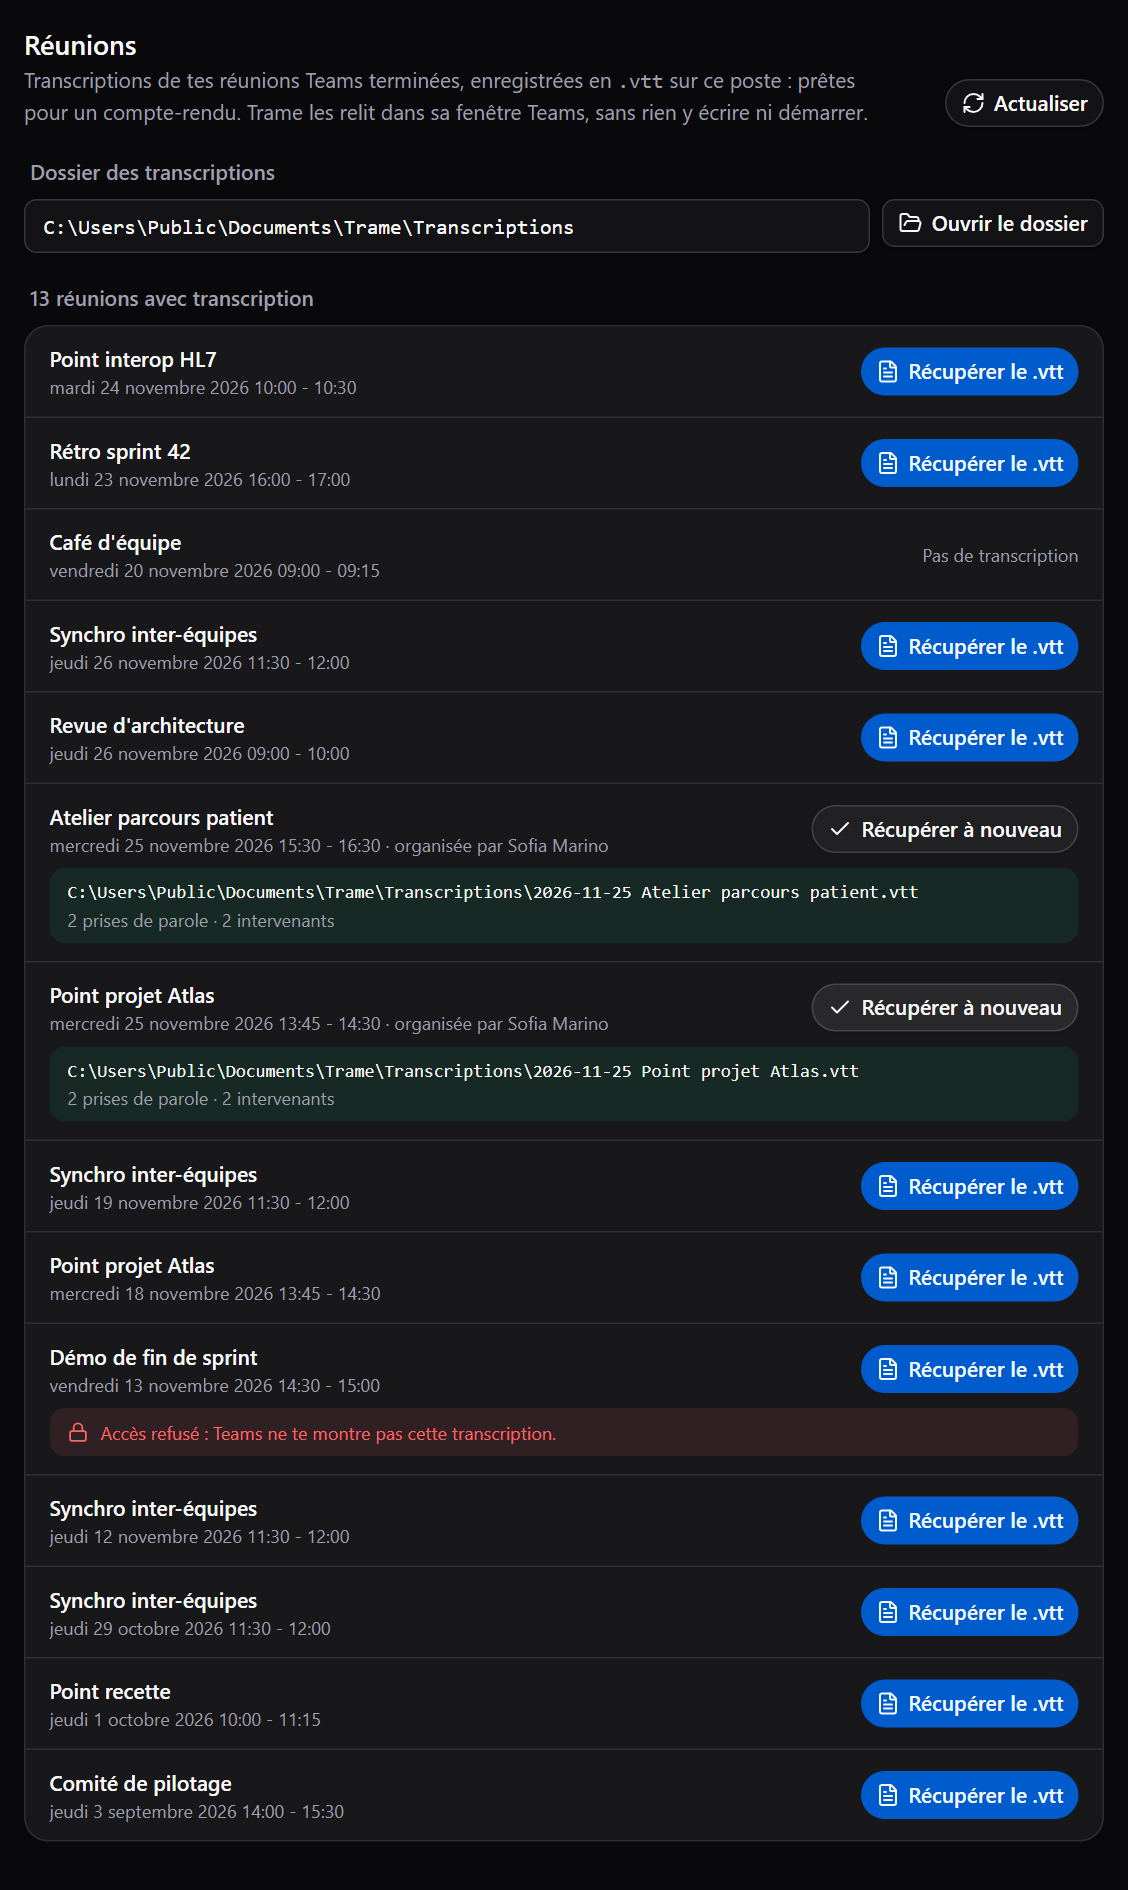 Réunions
Transcriptions de tes réunions Teams terminées, enregistrées en .vtt sur ce poste : prêtes
pour un compte-rendu. Trame les relit dans sa fenêtre Teams, sans rien y écrire ni démarrer.
Actualiser
Dossier des transcriptions
C:\Users\Public\Documents\Trame\Transcriptions
Ouvrir le dossier
13 réunions avec transcription
Point interop HL7
mardi 24 novembre 2026 10:00 - 10:30
Récupérer le .vtt
Rétro sprint 42
lundi 23 novembre 2026 16:00 - 17:00
Récupérer le .vtt
Café d'équipe
vendredi 20 novembre 2026 09:00 - 09:15
Pas de transcription
Synchro inter-équipes
jeudi 26 novembre 2026 11:30 - 12:00
Récupérer le .vtt
Revue d'architecture
jeudi 26 novembre 2026 09:00 - 10:00
Récupérer le .vtt
Atelier parcours patient
mercredi 25 novembre 2026 15:30 - 16:30 · organisée par Sofia Marino
Récupérer à nouveau
C:\Users\Public\Documents\Trame\Transcriptions\2026-11-25 Atelier parcours patient.vtt
2 prises de parole · 2 intervenants
Point projet Atlas
mercredi 25 novembre 2026 13:45 - 14:30 · organisée par Sofia Marino
Récupérer à nouveau
C:\Users\Public\Documents\Trame\Transcriptions\2026-11-25 Point projet Atlas.vtt
2 prises de parole · 2 intervenants
Synchro inter-équipes
jeudi 19 novembre 2026 11:30 - 12:00
Récupérer le .vtt
Point projet Atlas
mercredi 18 novembre 2026 13:45 - 14:30
Récupérer le .vtt
Démo de fin de sprint
vendredi 13 novembre 2026 14:30 - 15:00
Récupérer le .vtt
Accès refusé : Teams ne te montre pas cette transcription.
Synchro inter-équipes
jeudi 12 novembre 2026 11:30 - 12:00
Récupérer le .vtt
Synchro inter-équipes
jeudi 29 octobre 2026 11:30 - 12:00
Récupérer le .vtt
Point recette
jeudi 1 octobre 2026 10:00 - 11:15
Récupérer le .vtt
Comité de pilotage
jeudi 3 septembre 2026 14:00 - 15:30
Récupérer le .vtt